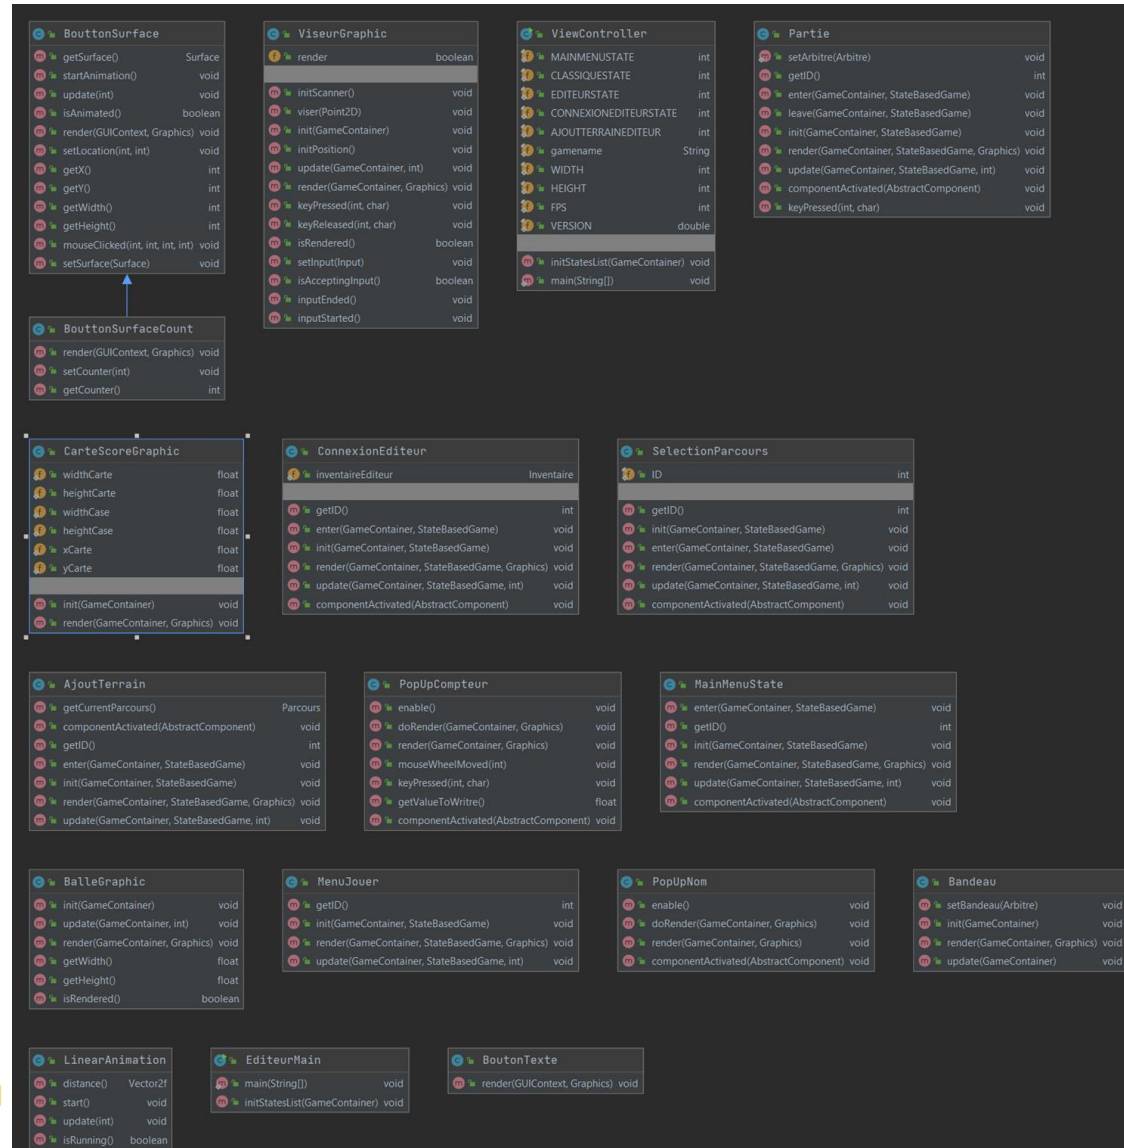 BouttonSurface
getSurface() Surface
startAnimation() void
update(int) void
isAnimated() boolean
render(GUIContext, Graphics) void
setLocation(int, int) void
getX() int
getY() int
getWidth() int
getHeight() int
mouseClicked(int, int, int, int) void
setSurface(Surface) void
ViseurGraphic
render boolean
initScanner() void
viser(Point2D) void
init(GameContainer) void
initPosition() void
update(GameContainer, int) void
render(GameContainer, Graphics) void
keyPressed(int, char) void
keyReleased(int, char) void
isRendered() boolean
setInput(Input) void
isAcceptingInput() boolean
inputEnded() void
inputStarted() void
ViewController
MAINMENUSTATE int
CLASSIQUESTATE int
EDITEURSTATE int
CONNEXIONEDITEURSTATE int
AJOUTTERRAINEDITEUR int
gamename String
WIDTH int
HEIGHT int
FPS int
VERSION double
initStatesList(GameContainer) void
main(String[]) void
Partie
setArbitre(Arbitre) void
getID() int
enter(GameContainer, StateBasedGame) void
leave(GameContainer, StateBasedGame) void
init(GameContainer, StateBasedGame) void
render(GameContainer, StateBasedGame, Graphics) void
update(GameContainer, StateBasedGame, int) void
componentActivated(AbstractComponent) void
keyPressed(int, char) void
BouttonSurfaceCount
render(GUIContext, Graphics) void
setCounter(int) void
getCounter() int
CarteScoreGraphic
widthCarte float
heightCarte float
widthCase float
heightCase float
xCarte float
yCarte float
init(GameContainer) void
render(GameContainer, Graphics) void
ConnexionEditeur
inventaireEditeur Inventaire
getID() int
enter(GameContainer, StateBasedGame) void
init(GameContainer, StateBasedGame) void
render(GameContainer, StateBasedGame, Graphics) void
update(GameContainer, StateBasedGame, int) void
componentActivated(AbstractComponent) void
SelectionParcours
ID int
getID() int
init(GameContainer, StateBasedGame) void
enter(GameContainer, StateBasedGame) void
render(GameContainer, StateBasedGame, Graphics) void
update(GameContainer, StateBasedGame, int) void
componentActivated(AbstractComponent) void
AjoutTerrain
getCurrentParcours() Parcours
componentActivated(AbstractComponent) void
getID() int
enter(GameContainer, StateBasedGame) void
init(GameContainer, StateBasedGame) void
render(GameContainer, StateBasedGame, Graphics) void
update(GameContainer, StateBasedGame, int) void
PopUpCompteur
enable() void
doRender(GameContainer, Graphics) void
render(GameContainer, Graphics) void
mouseWheelMoved(int) void
keyPressed(int, char) void
getValueToWritre() float
componentActivated(AbstractComponent) void
MainMenuState
enter(GameContainer, StateBasedGame) void
getID() int
init(GameContainer, StateBasedGame) void
render(GameContainer, StateBasedGame, Graphics) void
update(GameContainer, StateBasedGame, int) void
componentActivated(AbstractComponent) void
BalleGraphic
init(GameContainer) void
update(GameContainer, int) void
render(GameContainer, Graphics) void
getWidth() float
getHeight() float
isRendered() boolean
MenuJouer
getID() int
init(GameContainer, StateBasedGame) void
render(GameContainer, StateBasedGame, Graphics) void
update(GameContainer, StateBasedGame, int) void
PopUpNom
enable() void
doRender(GameContainer, Graphics) void
render(GameContainer, Graphics) void
componentActivated(AbstractComponent) void
Bandeau
setBandeau(Arbitre) void
init(GameContainer) void
render(GameContainer, Graphics) void
update(GameContainer) void
LinearAnimation
distance() Vector2f
start() void
update(int) void
isRunning() boolean
EditeurMain
main(String[]) void
initStatesList(GameContainer) void
BoutonTexte
render(GUIContext, Graphics) void